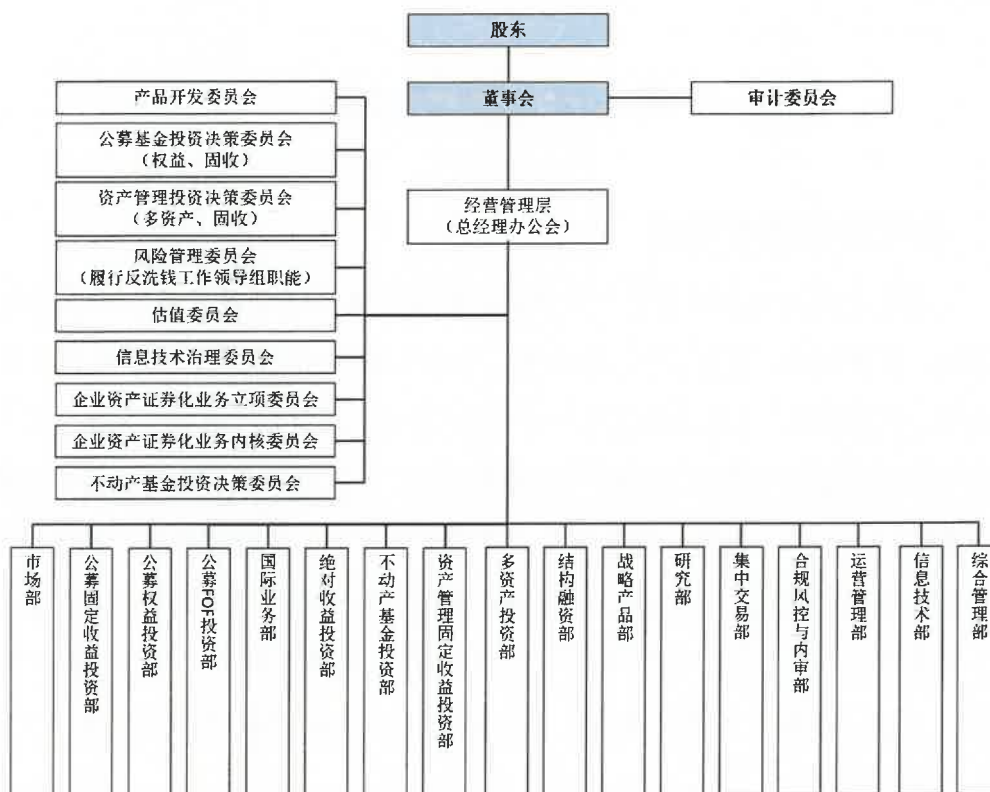 股东
产品开发委员会
董事会
审计委员会
公募基金投资决策委员会
（权益、固收）
资产管理投资决策委员会
（多资产、固收）
经营管理层
（总经理办公会）
风险管理委员会
（履行反洗钱工作领导组职能）
估值委员会
信息技术治理委员会
企业资产证券化业务立项委员会
企业资产证券化业务内核委员会
不动产基金投资决策委员会
市场部
公募固定收益投资部
公募权益投资部
公募FOF投资部
国际业务部
绝对收益投资部
不动产基金投资部
资产管理固定收益投资部
多资产投资部
结构融资部
战略产品部
研究部
集中交易部
合规风控与内审部
运营管理部
信息技术部
综合管理部